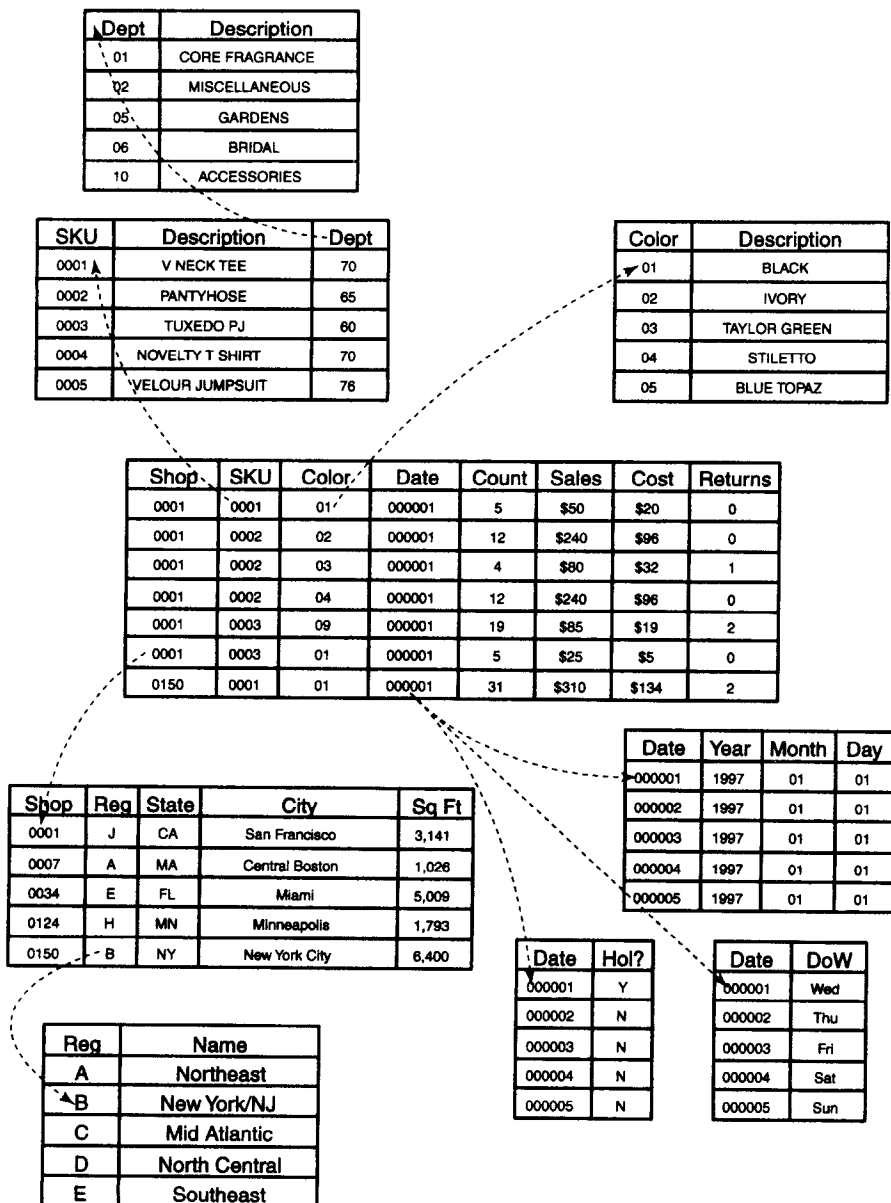 Dept Description
01 CORE FRAGRANCE
02 MISCELLANEOUS
05 GARDENS
06 BRIDAL
10 ACCESSORIES
SKU Description Dept
0001 V NECK TEE 70
0002 PANTYHOSE 65
0003 TUXEDO PJ 60
0004 NOVELTY T SHIRT 70
0005 VELOUR JUMPSUIT 76
Color Description
01 BLACK
02 IVORY
03 TAYLOR GREEN
04 STILETTO
05 BLUE TOPAZ
Shop SKU Color Date Count Sales Cost Returns
0001 0001 01 000001 5 $50 $20 0
0001 0002 02 000001 12 $240 $96 0
0001 0002 03 000001 4 $80 $32 1
0001 0002 04 000001 12 $240 $96 0
0001 0003 09 000001 19 $85 $19 2
0001 0003 01 000001 5 $25 $5 0
0150 0001 01 000001 31 $310 $134 2
Date Year Month Day
000001 1997 01 01
000002 1997 01 01
000003 1997 01 01
000004 1997 01 01
000005 1997 01 01
Shop Reg State City Sq Ft
0001 J CA San Francisco 3,141
0007 A MA Central Boston 1,026
0034 E FL Miami 5,009
0124 H MN Minneapolis 1,793
0150 B NY New York City 6,400
Date Hol?
000001 Y
000002 N
000003 N
000004 N
000005 N
Date DoW
000001 Wed
000002 Thu
000003 Fri
000004 Sat
000005 Sun
Reg Name
A Northeast
B New York/NJ
C Mid Atlantic
D North Central
E Southeast